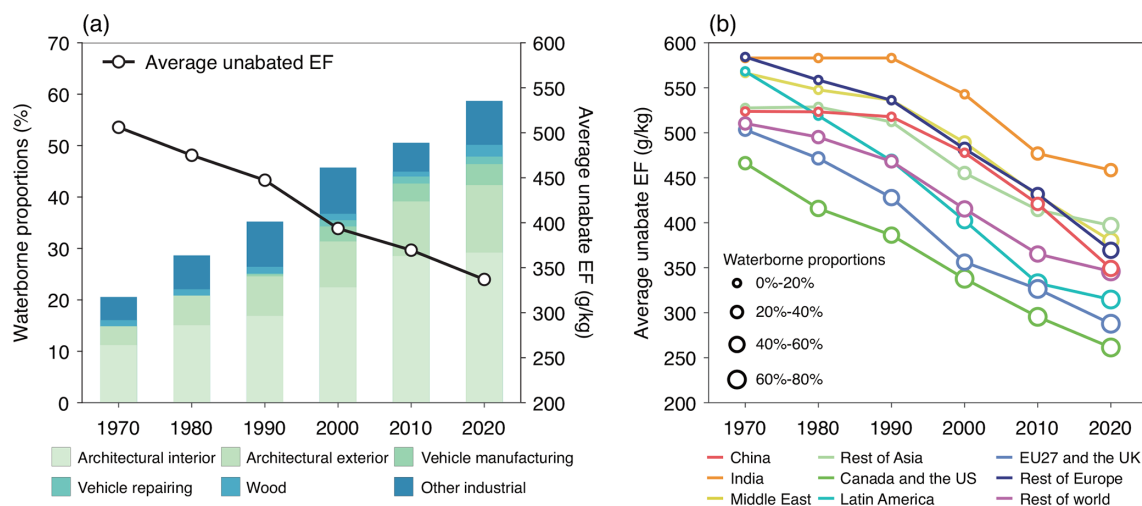 (a)
70
60
50
40
30
20
10
0
Waterborne proportions (%)
Average unabated EF
600
550
500
450
400
350
300
250
200
Average unabate EF (g/kg)
1970 1980 1990 2000 2010 2020
Architectural interior Architectural exterior Vehicle manufacturing
Vehicle repairing Wood Other industrial
(b)
600
550
500
450
400
350
300
250
200
Average unabate EF (g/kg)
Waterborne proportions
0%-20%
20%-40%
40%-60%
60%-80%
1970 1980 1990 2000 2010 2020
China Rest of Asia EU27 and the UK
India Canada and the US Rest of Europe
Middle East Latin America Rest of world